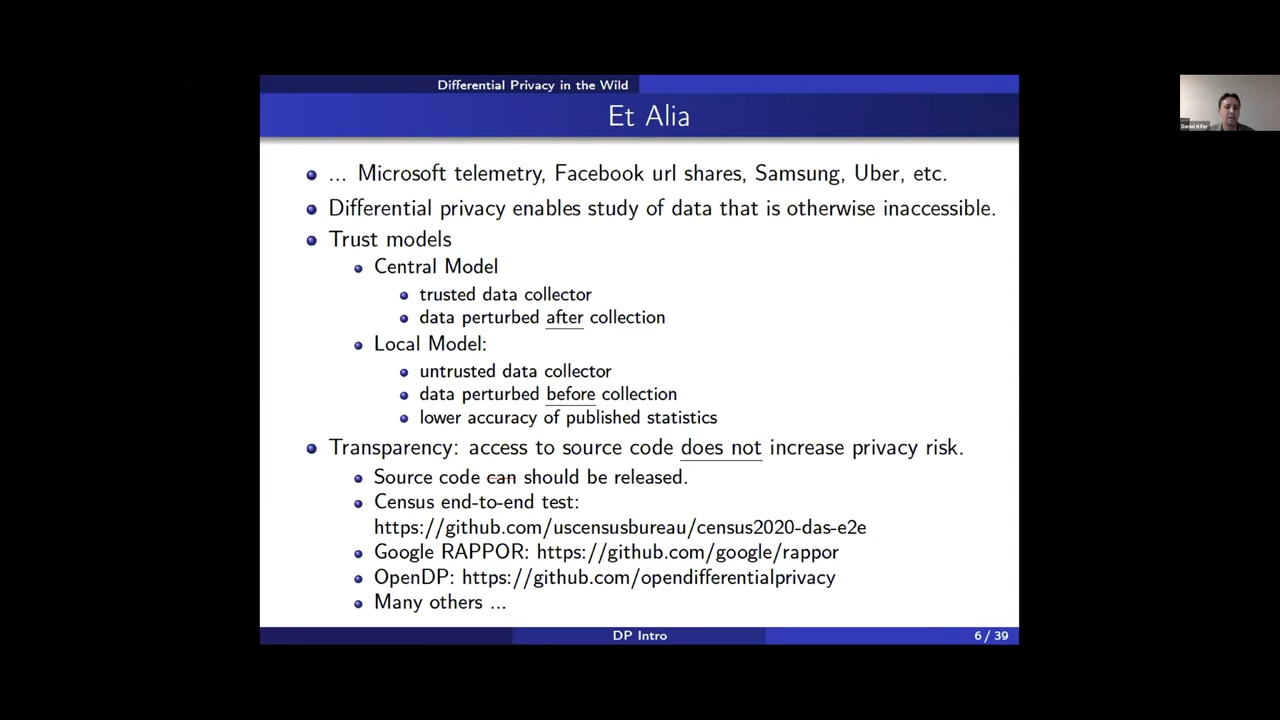 Differential Privacy in the Wild
Et Alia
... Microsoft telemetry, Facebook url shares, Samsung, Uber, etc.
Differential privacy enables study of data that is otherwise inaccessible.
Trust models
Central Model
trusted data collector
data perturbed after collection
Local Model:
untrusted data collector
data perturbed before collection
lower accuracy of published statistics
Transparency: access to source code does not increase privacy risk.
Source code can should be released.
Census end-to-end test:
https://github.com/uscensusbureau/census2020-das-e2e
Google RAPPOR: https://github.com/google/rappor
OpenDP: https://github.com/opendifferentialprivacy
Many others ...
DP Intro
6 / 39
Daniel Kifer